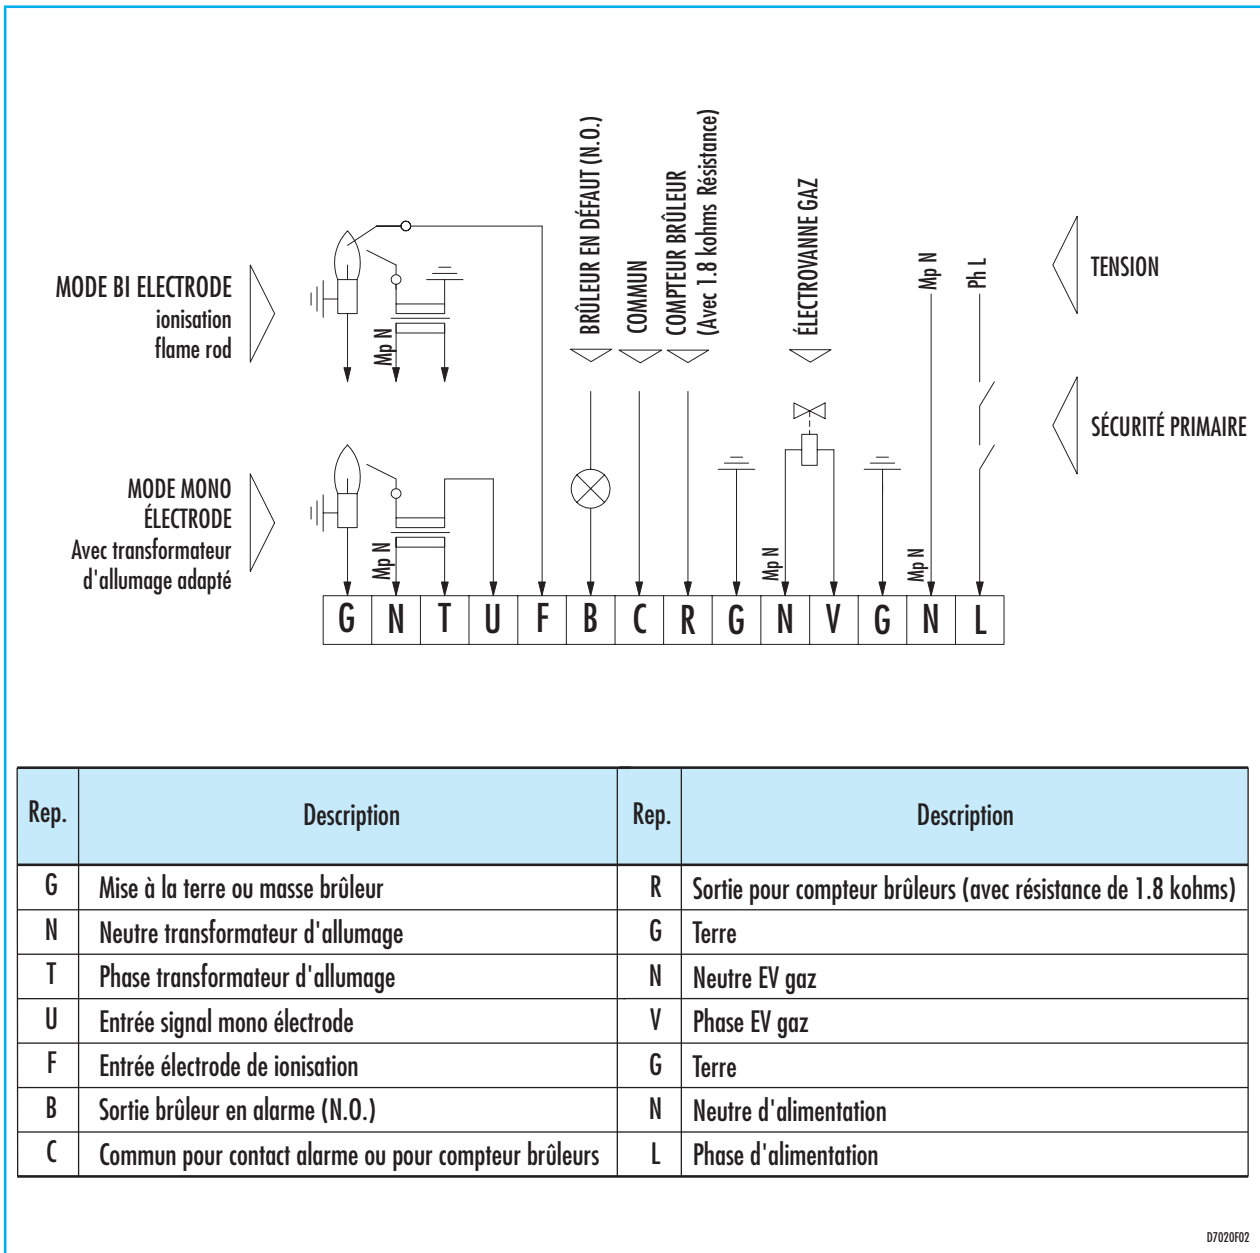 BRÛLEUR EN DÉFAUT (N.O.)
COMMUN
COMPTEUR BRÛLEUR
(Avec 1.8 kohms Résistance)
ÉLECTROVANNE GAZ
Mp N
Ph L
TENSION
MODE BI ELECTRODE
ionisation
flame rod
Mp N
SÉCURITÉ PRIMAIRE
MODE MONO
ÉLECTRODE
Avec transformateur
d'allumage adapté
Mp N
Mp N
Mp N
G N T U F B C R G N V G N L
Rep. Description Rep. Description
G Mise à la terre ou masse brûleur R Sortie pour compteur brûleurs (avec résistance de 1.8 kohms)
N Neutre transformateur d'allumage G Terre
T Phase transformateur d'allumage N Neutre EV gaz
U Entrée signal mono électrode V Phase EV gaz
F Entrée électrode de ionisation G Terre
B Sortie brûleur en alarme (N.O.) N Neutre d'alimentation
C Commun pour contact alarme ou pour compteur brûleurs L Phase d'alimentation
D7020F02